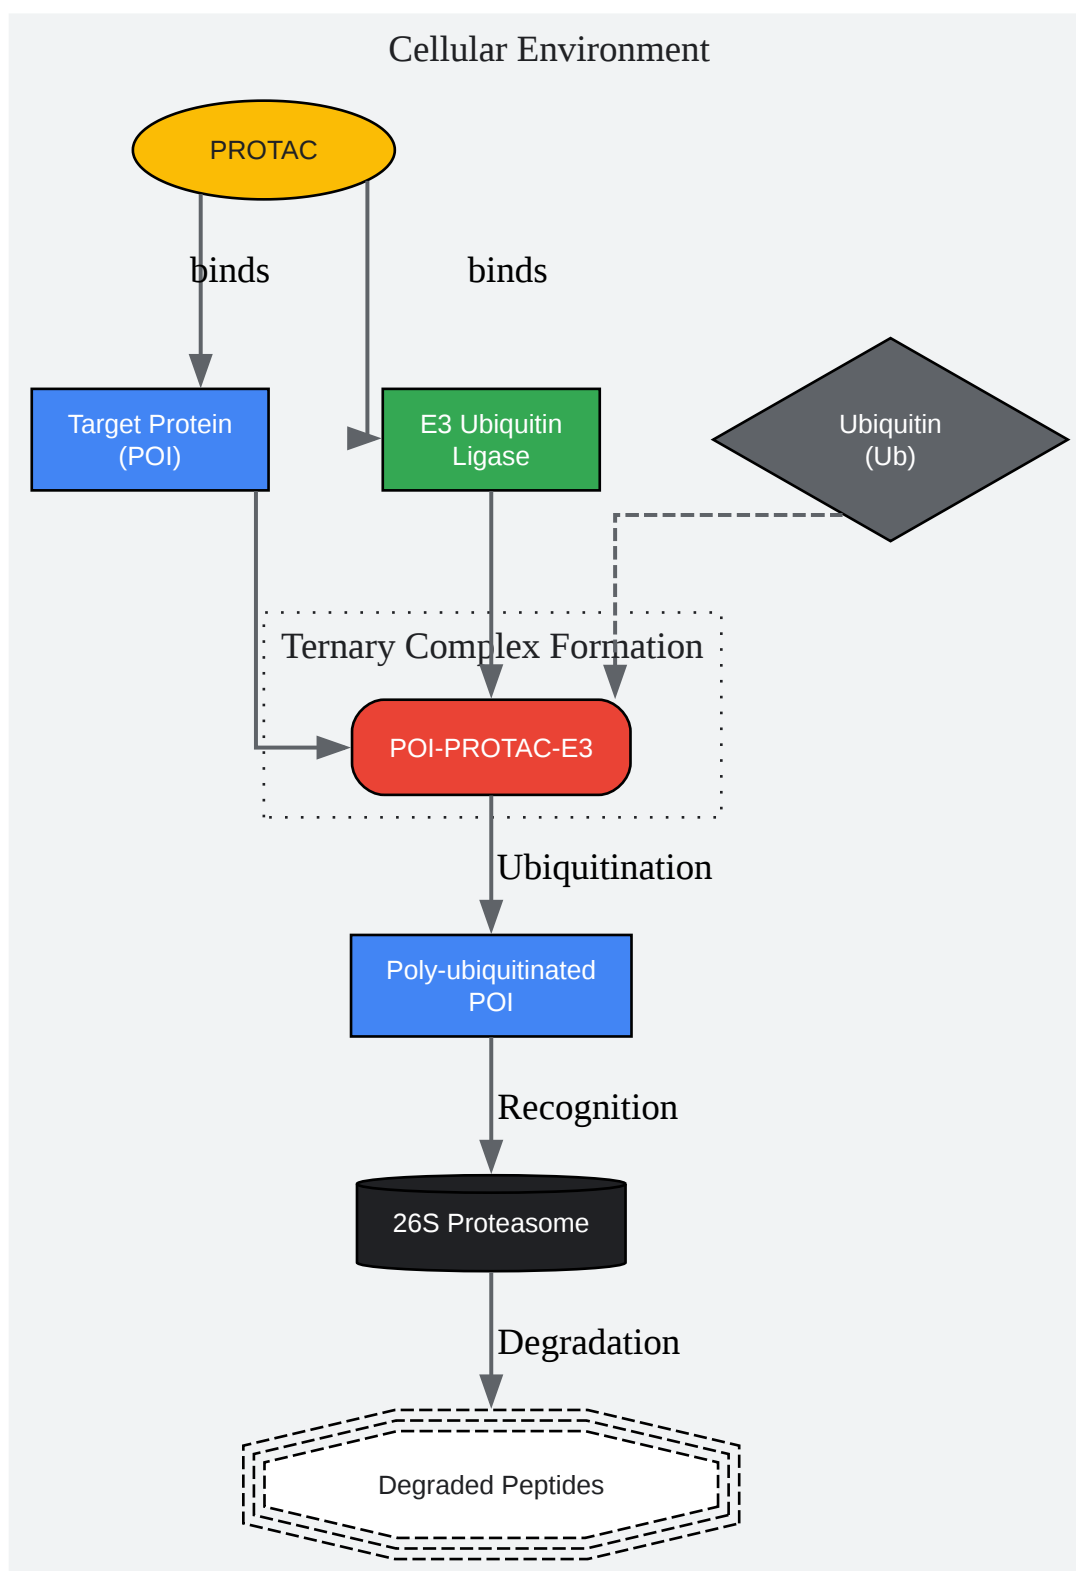 Cellular Environment
PROTAC
binds
binds
Target Protein
(POI)
E3 Ubiquitin
Ligase
Ubiquitin
(Ub)
Ternary Complex Formation
POI-PROTAC-E3
Ubiquitination
Poly-ubiquitinated
POI
Recognition
26S Proteasome
Degradation
Degraded Peptides